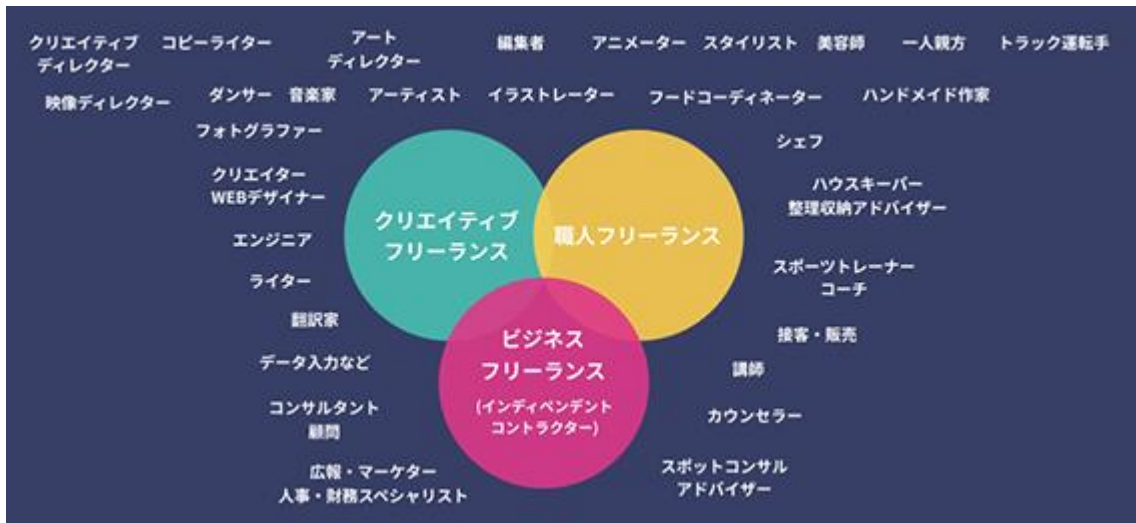 クリエイティブ
ディレクター
コピーライター
アート
ディレクター
編集者
アニメーター
スタイリスト
美容師
一人親方
トラック運転手
映像ディレクター
ダンサー
音楽家
アーティスト
イラストレーター
フードコーディネーター
ハンドメイド作家
フォトグラファー
シェフ
クリエイター
WEBデザイナー
ハウスキーパー
整理収納アドバイザー
クリエイティブ
フリーランス
職人フリーランス
エンジニア
スポーツトレーナー
コーチ
ライター
翻訳家
接客・販売
ビジネス
フリーランス
(インディペンデント
コントラクター)
データ入力など
講師
コンサルタント
顧問
カウンセラー
広報・マーケター
人事・財務スペシャリスト
スポットコンサル
アドバイザー